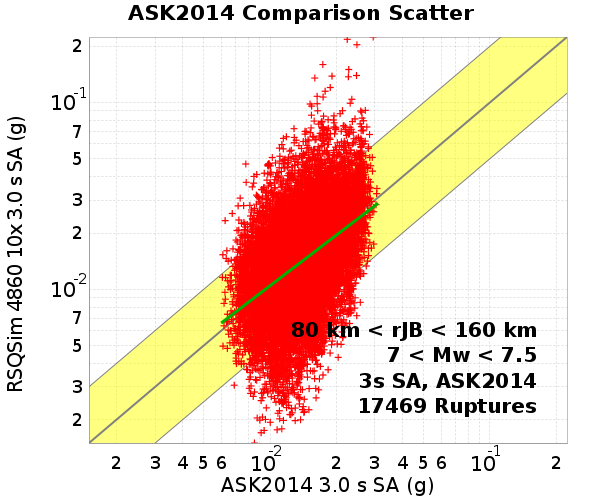 ASK2014 Comparison Scatter
RSQSim 4860 10x 3.0 s SA (g)
2
10-1
7
5
3
2
10-2
7
5
3
2
80 km < rJB < 160 km
7 < Mw < 7.5
3s SA, ASK2014
17469 Ruptures
2 3 4 5 6 10-2 2 3 4 5 6 10-1 2
ASK2014 3.0 s SA (g)